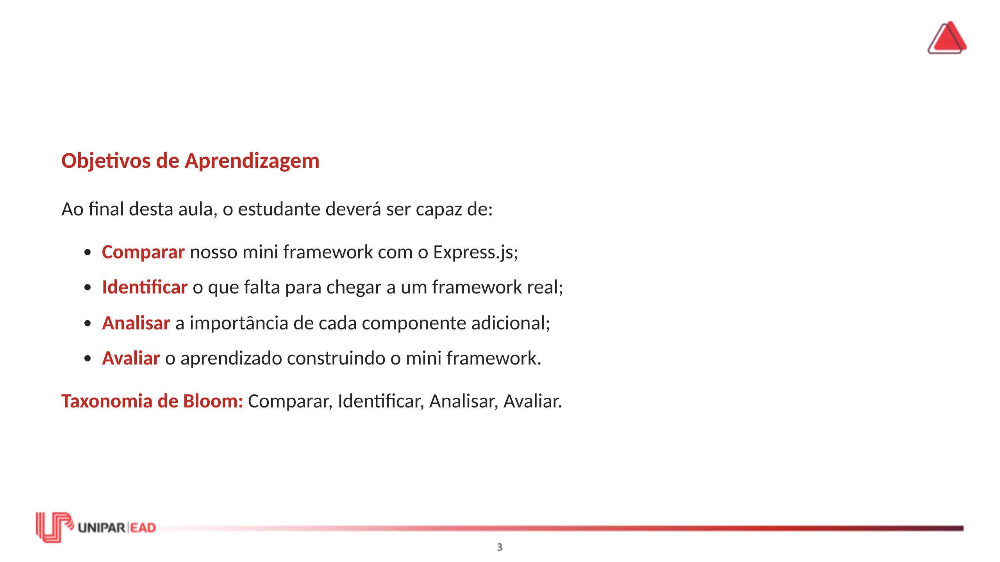 Objetivos de Aprendizagem
Ao final desta aula, o estudante deverá ser capaz de:
• Comparar nosso mini framework com o Express.js;
• Identificar o que falta para chegar a um framework real;
• Analisar a importância de cada componente adicional;
• Avaliar o aprendizado construindo o mini framework.
Taxonomia de Bloom: Comparar, Identificar, Analisar, Avaliar.
UNIPAR|EAD
3